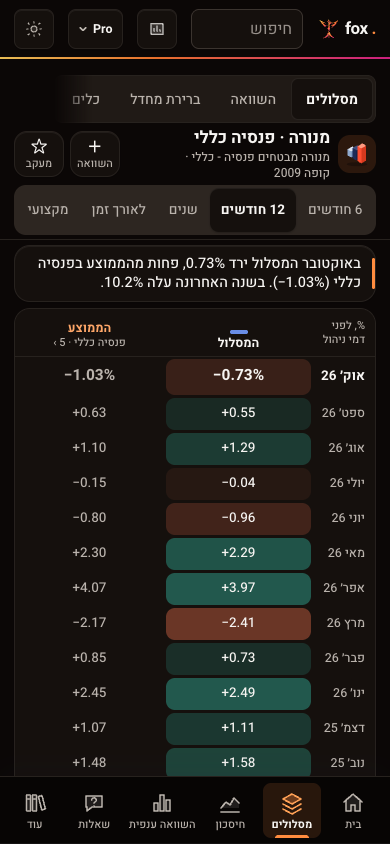 fox.
חיפוש
Pro
מסלולים
השוואה
ברירת מחדל
כלים
מנורה · פנסיה כללי
מנורה מבטחים פנסיה - כללי ·
קופה 2009
השוואה
מעקב
6 חודשים
12 חודשים
שנים
לאורך זמן
מקצועי
באוקטובר המסלול ירד 0.73%, פחות מהממוצע בפנסיה
כללי (−1.03%). בשנה האחרונה עלה 10.2%.
%, לפני
דמי ניהול
המסלול
הממוצע
פנסיה כללי · 5 ›
אוק׳ 26 −0.73% −1.03%
ספט׳ 26 +0.55 +0.63
אוג׳ 26 +1.29 +1.10
יולי 26 −0.04 −0.15
יוני 26 −0.96 −0.80
מאי 26 +2.29 +2.30
אפר׳ 26 +3.97 +4.07
מרץ 26 −2.41 −2.17
פבר׳ 26 +0.73 +0.85
ינו׳ 26 +2.49 +2.45
דצמ׳ 25 +1.11 +1.07
נוב׳ 25 +1.58 +1.48
בית
מסלולים
חיסכון
השוואה ענפית
שאלות
עוד